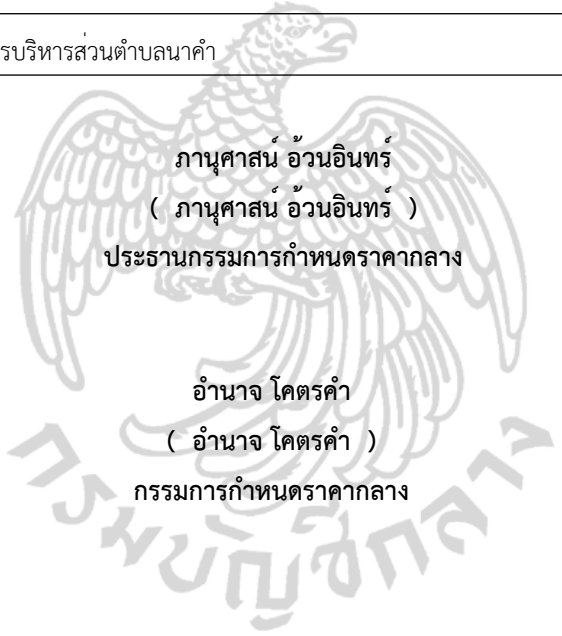 รบริหารส่วนตำบลนาคำ
ภานุศาสน์ อ้วนอินทร์
( ภานุศาสน์ อ้วนอินทร์ )
ประธานกรรมการกำหนดราคากลาง
อำนาจ โคตรคำ
( อำนาจ โคตรคำ )
กรรมการกำหนดราคากลาง
กรมบัญชีกลาง